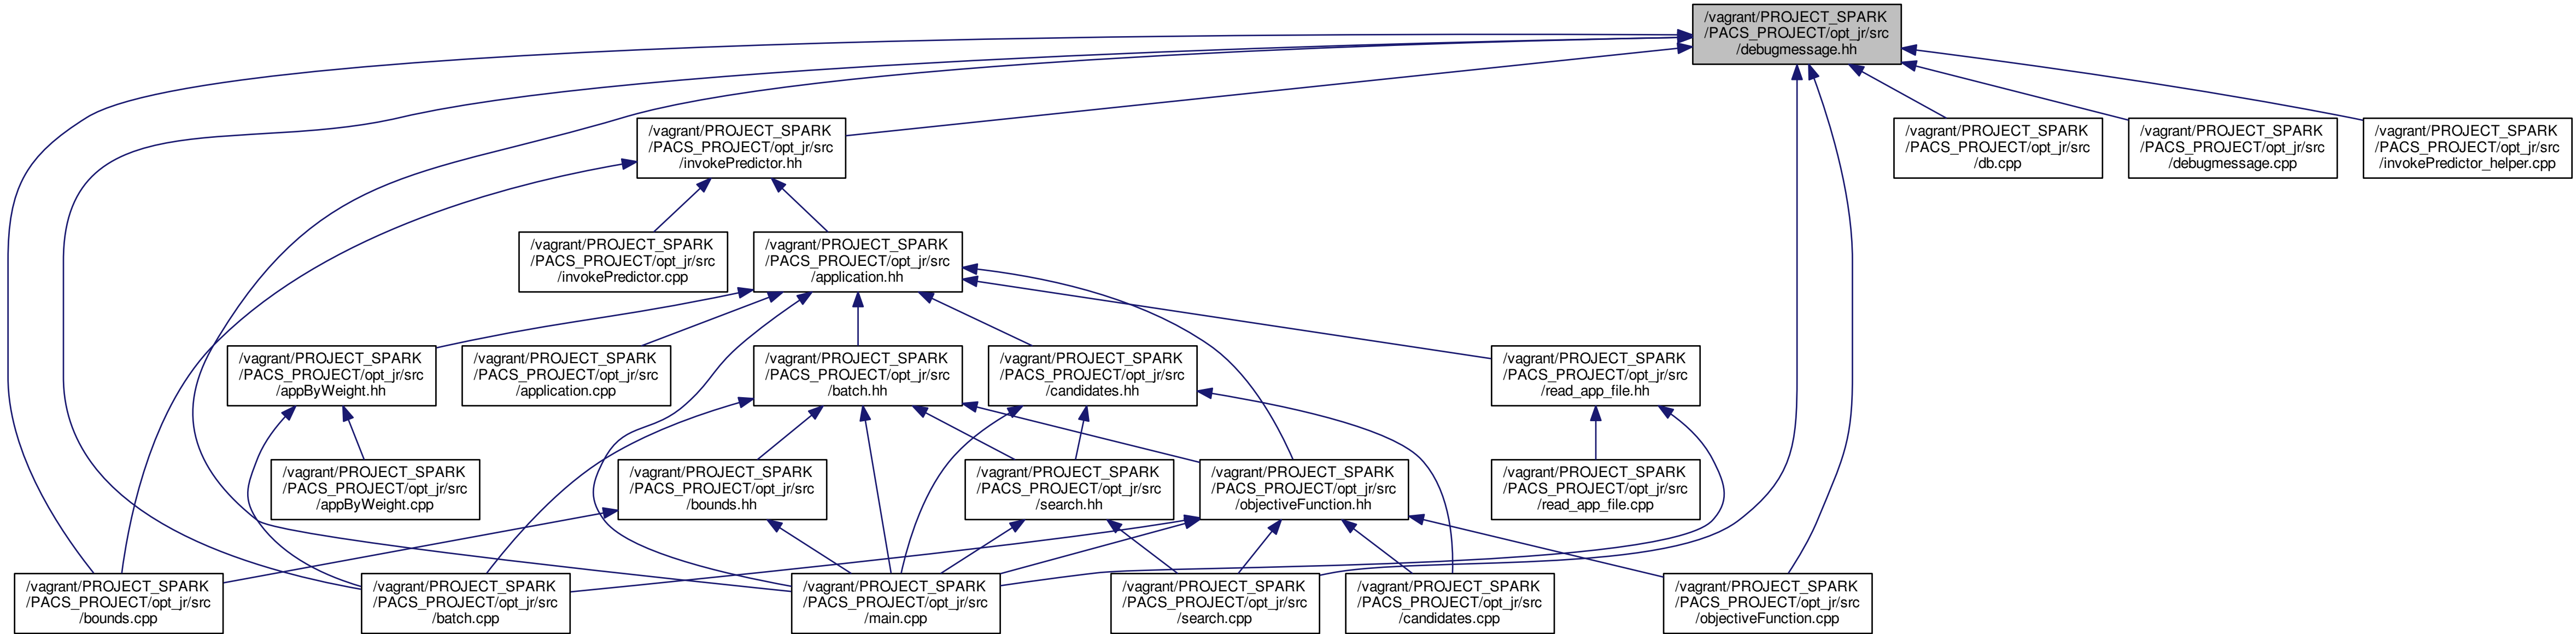 /vagrant/PROJECT_SPARK
/PACS_PROJECT/opt_jr/src
/debugmessage.hh
/vagrant/PROJECT_SPARK
/PACS_PROJECT/opt_jr/src
/invokePredictor.hh
/vagrant/PROJECT_SPARK
/PACS_PROJECT/opt_jr/src
/db.cpp
/vagrant/PROJECT_SPARK
/PACS_PROJECT/opt_jr/src
/debugmessage.cpp
/vagrant/PROJECT_SPARK
/PACS_PROJECT/opt_jr/src
/invokePredictor_helper.cpp
/vagrant/PROJECT_SPARK
/PACS_PROJECT/opt_jr/src
/invokePredictor.cpp
/vagrant/PROJECT_SPARK
/PACS_PROJECT/opt_jr/src
/application.hh
/vagrant/PROJECT_SPARK
/PACS_PROJECT/opt_jr/src
/appByWeight.hh
/vagrant/PROJECT_SPARK
/PACS_PROJECT/opt_jr/src
/application.cpp
/vagrant/PROJECT_SPARK
/PACS_PROJECT/opt_jr/src
/batch.hh
/vagrant/PROJECT_SPARK
/PACS_PROJECT/opt_jr/src
/candidates.hh
/vagrant/PROJECT_SPARK
/PACS_PROJECT/opt_jr/src
/read_app_file.hh
/vagrant/PROJECT_SPARK
/PACS_PROJECT/opt_jr/src
/appByWeight.cpp
/vagrant/PROJECT_SPARK
/PACS_PROJECT/opt_jr/src
/bounds.hh
/vagrant/PROJECT_SPARK
/PACS_PROJECT/opt_jr/src
/search.hh
/vagrant/PROJECT_SPARK
/PACS_PROJECT/opt_jr/src
/objectiveFunction.hh
/vagrant/PROJECT_SPARK
/PACS_PROJECT/opt_jr/src
/read_app_file.cpp
/vagrant/PROJECT_SPARK
/PACS_PROJECT/opt_jr/src
/bounds.cpp
/vagrant/PROJECT_SPARK
/PACS_PROJECT/opt_jr/src
/batch.cpp
/vagrant/PROJECT_SPARK
/PACS_PROJECT/opt_jr/src
/main.cpp
/vagrant/PROJECT_SPARK
/PACS_PROJECT/opt_jr/src
/search.cpp
/vagrant/PROJECT_SPARK
/PACS_PROJECT/opt_jr/src
/candidates.cpp
/vagrant/PROJECT_SPARK
/PACS_PROJECT/opt_jr/src
/objectiveFunction.cpp